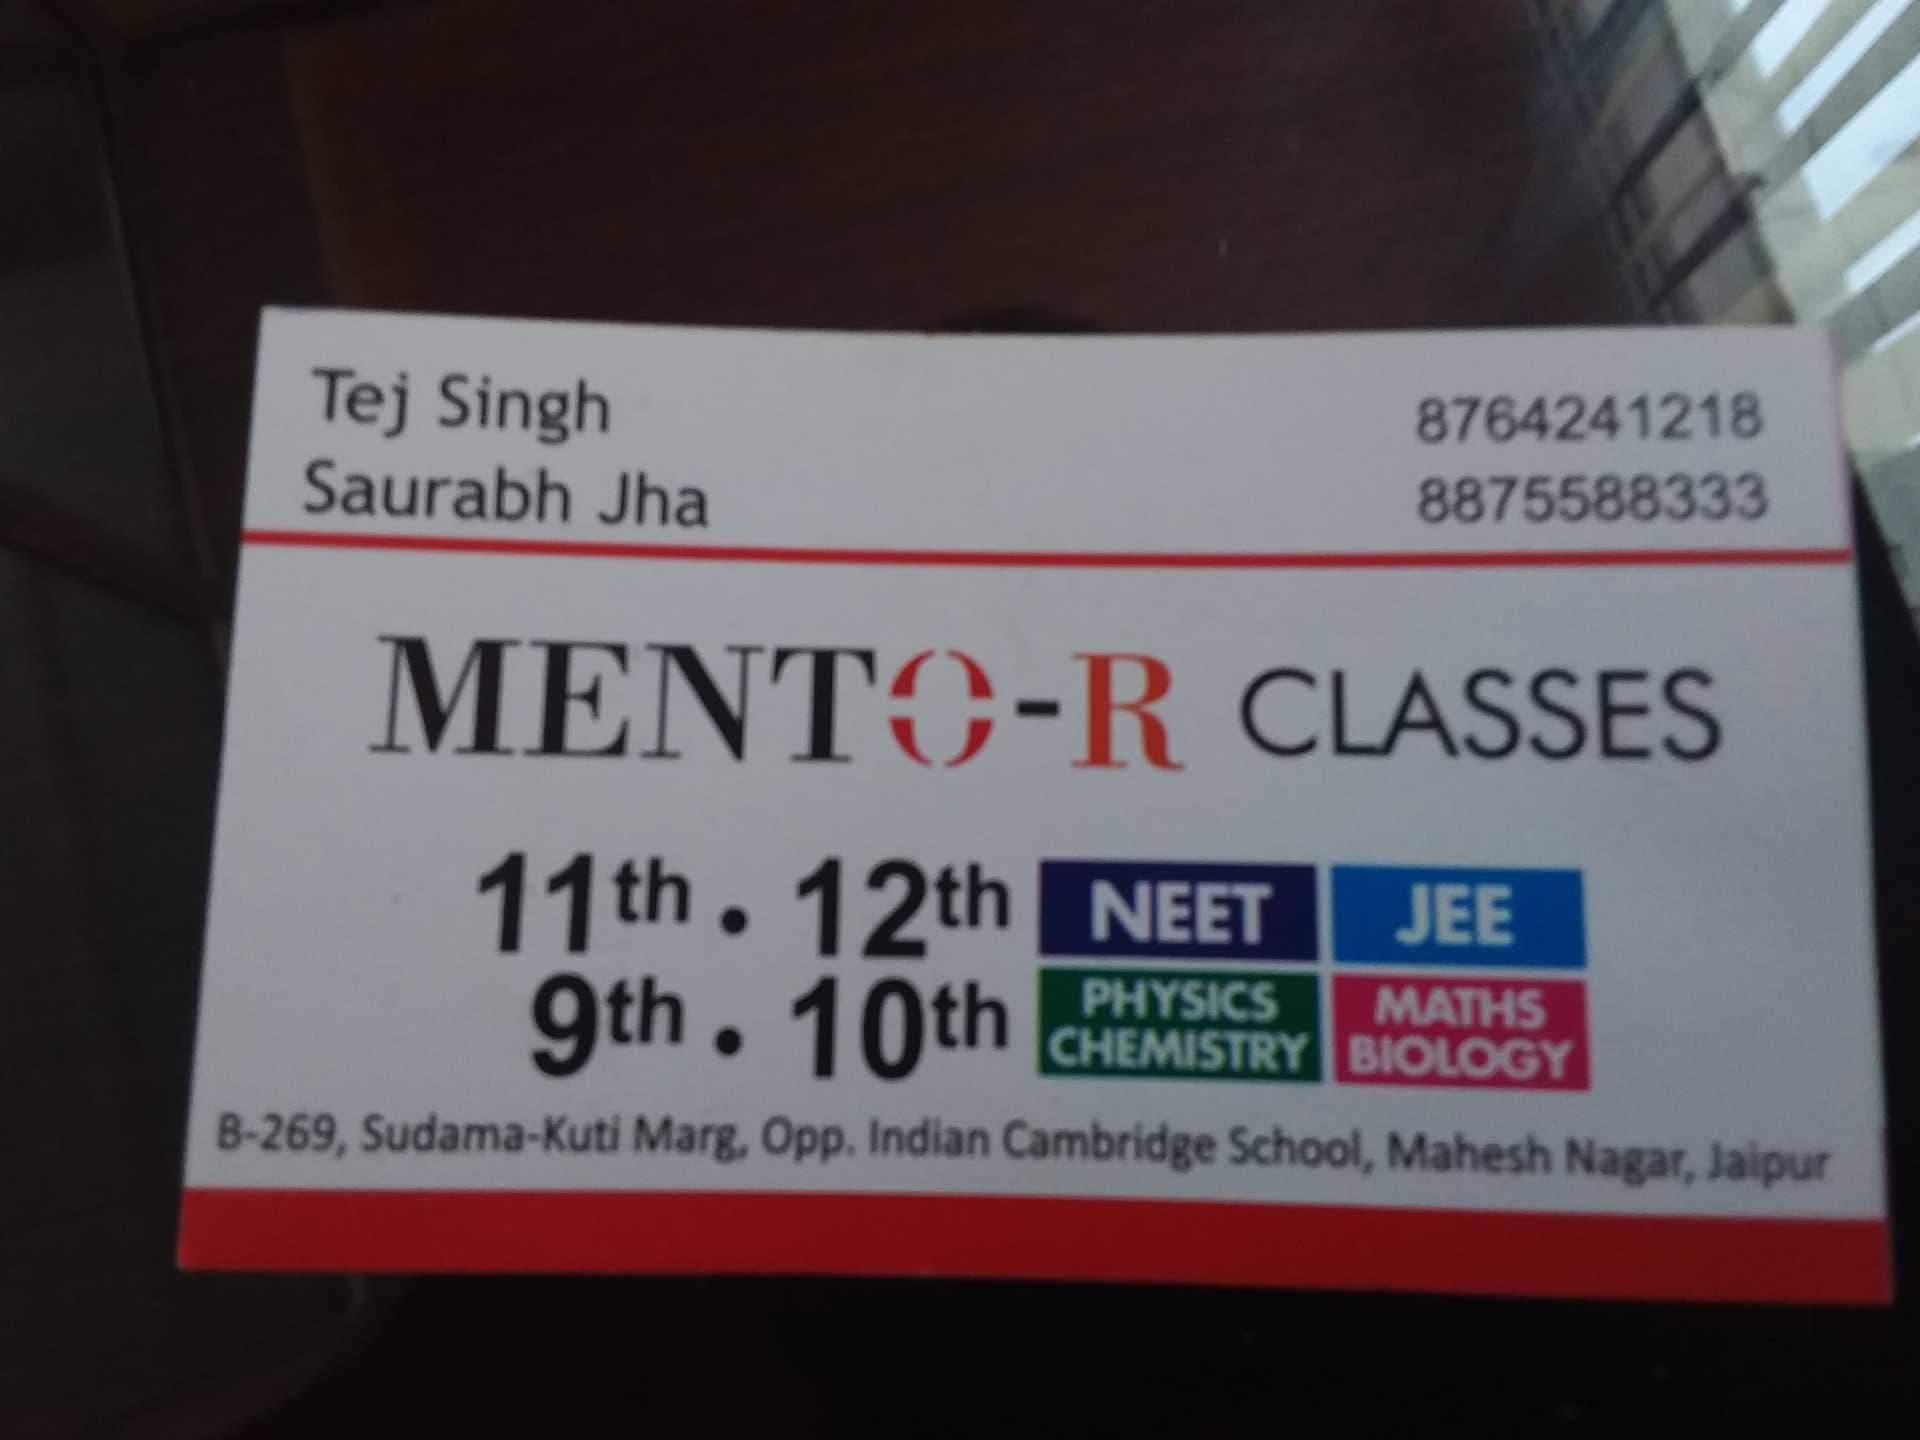 Tej Singh 8764241218
Saurabh Jha 8875588333
MENTO-R CLASSES
11th • 12th NEET JEE
9th • 10th PHYSICS CHEMISTRY MATHS BIOLOGY
B-269, Sudama-Kuti Marg, Opp. Indian Cambridge School, Mahesh Nagar, Jaipur